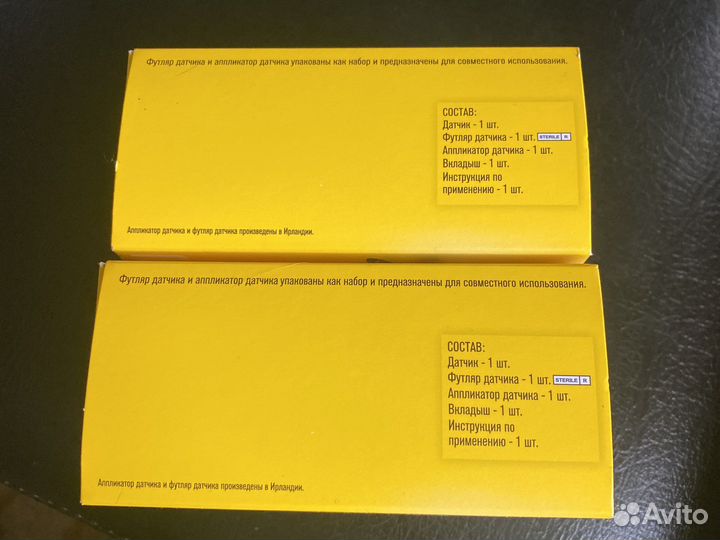 Футляр датчика и аппликатор датчика упакованы как набор и предназначены для совместного использования.
СОСТАВ:
Датчик - 1 шт.
Футляр датчика - 1 шт. STERILE R
Аппликатор датчика - 1 шт.
Вкладыш - 1 шт.
Инструкция по
применению - 1 шт.
Аппликатор датчика и футляр датчика произведены в Ирландии.
Футляр датчика и аппликатор датчика упакованы как набор и предназначены для совместного использования.
СОСТАВ:
Датчик - 1 шт.
Футляр датчика - 1 шт. STERILE R
Аппликатор датчика - 1 шт.
Вкладыш - 1 шт.
Инструкция по
применению - 1 шт.
Аппликатор датчика и футляр датчика произведены в Ирландии.
Avito